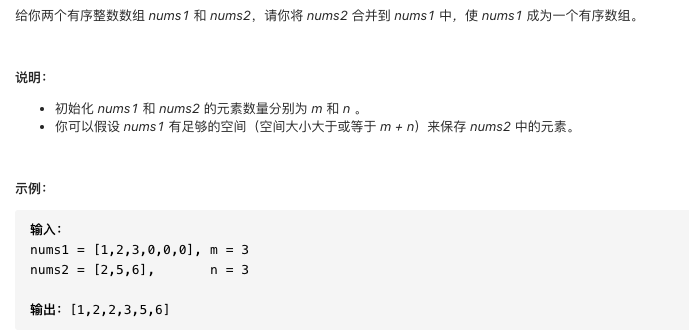 给你两个有序整数数组 nums1 和 nums2，请你将 nums2 合并到 nums1 中，使 nums1 成为一个有序数组。
说明：
• 初始化 nums1 和 nums2 的元素数量分别为 m 和 n 。
• 你可以假设 nums1 有足够的空间（空间大小大于或等于 m + n）来保存 nums2 中的元素。
示例：
输入：
nums1 = [1,2,3,0,0,0], m = 3
nums2 = [2,5,6],       n = 3
输出：[1,2,2,3,5,6]